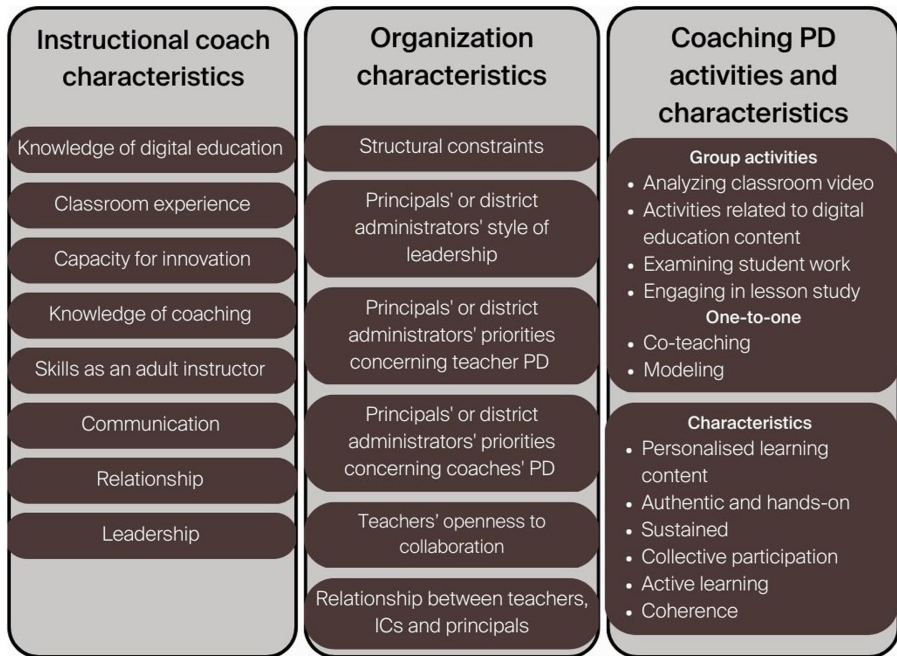 Instructional coach
characteristics
Knowledge of digital education
Classroom experience
Capacity for innovation
Knowledge of coaching
Skills as an adult instructor
Communication
Relationship
Leadership
Organization
characteristics
Structural constraints
Principals' or district
administrators' style of
leadership
Principals' or district
administrators' priorities
concerning teacher PD
Principals' or district
administrators' priorities
concerning coaches' PD
Teachers' openness to
collaboration
Relationship between teachers,
ICs and principals
Coaching PD
activities and
characteristics
Group activities
• Analyzing classroom video
• Activities related to digital
education content
• Examining student work
• Engaging in lesson study
One-to-one
• Co-teaching
• Modeling
Characteristics
• Personalised learning
content
• Authentic and hands-on
• Sustained
• Collective participation
• Active learning
• Coherence